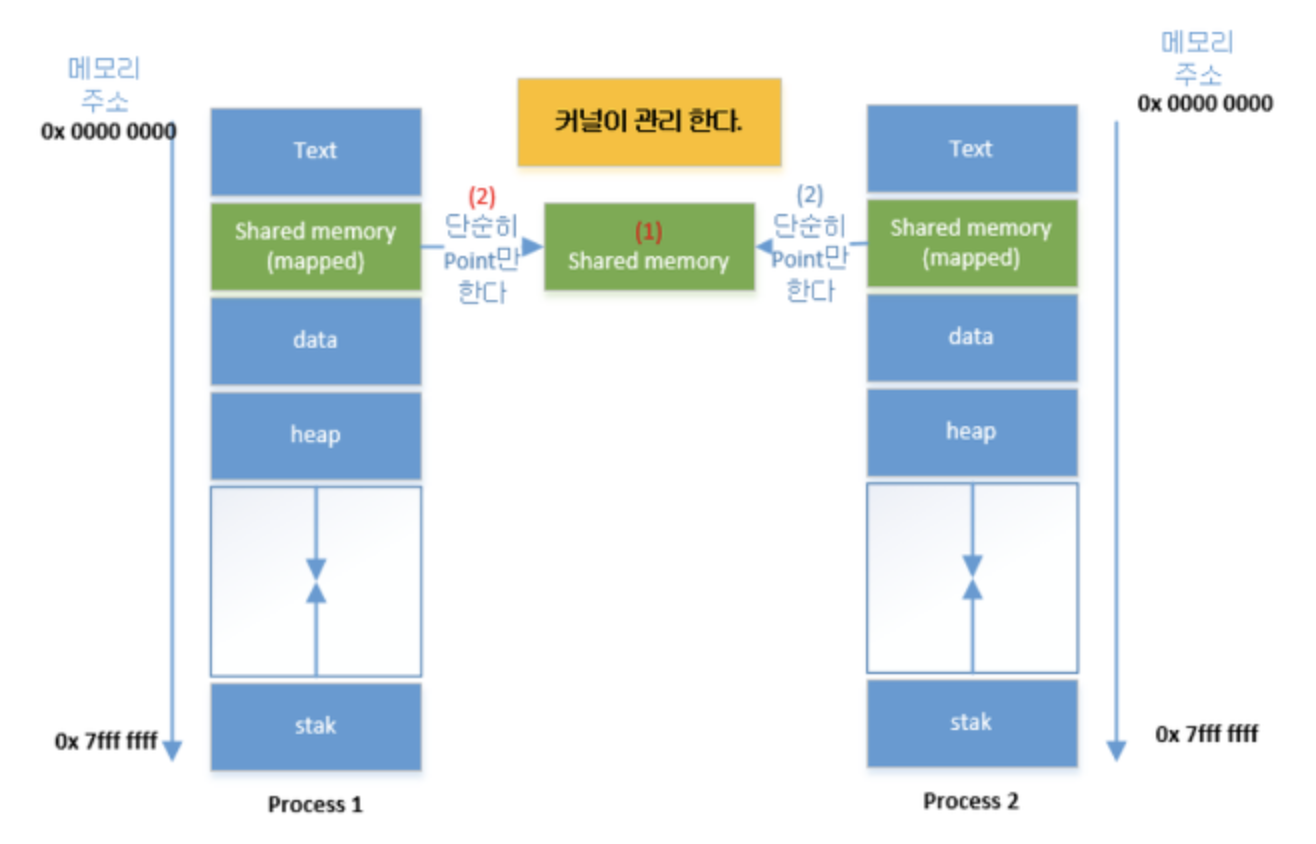 메모리
주소
0x 0000 0000
Text
Shared memory
(mapped)
data
heap
stak
0x 7fff ffff
Process 1
커널이 관리 한다.
(2)
단순히
Point만
한다
(1)
Shared memory
(2)
단순히
Point만
한다
메모리
주소
0x 0000 0000
Text
Shared memory
(mapped)
data
heap
stak
0x 7fff ffff
Process 2